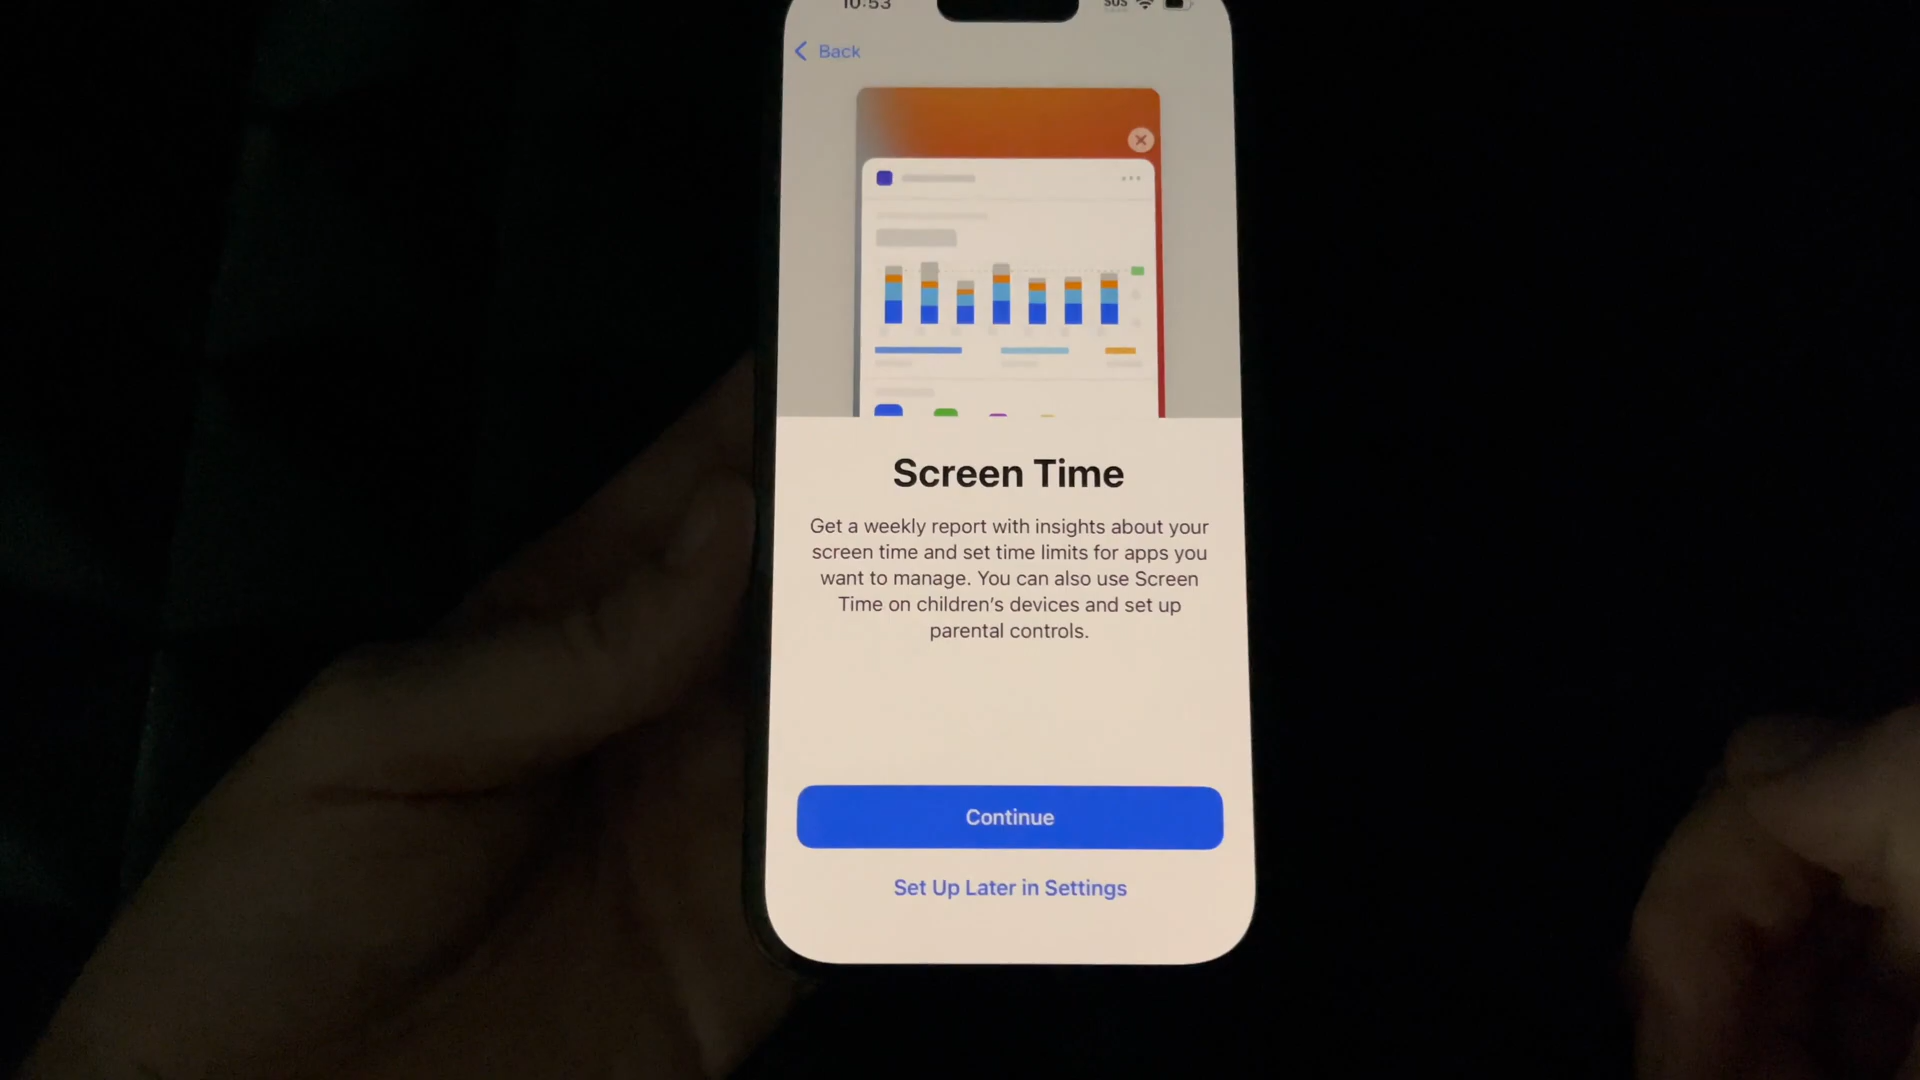 10:53
SOS
Back
Screen Time
Get a weekly report with insights about your
screen time and set time limits for apps you
want to manage. You can also use Screen
Time on children's devices and set up
parental controls.
Continue
Set Up Later in Settings